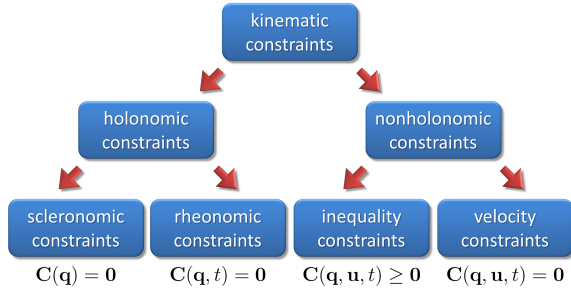 kinematic
constraints
holonomic
constraints
nonholonomic
constraints
scleronomic
constraints
rheonomic
constraints
inequality
constraints
velocity
constraints
C(q) = 0
C(q, t) = 0
C(q, u, t) ≥ 0
C(q, u, t) = 0